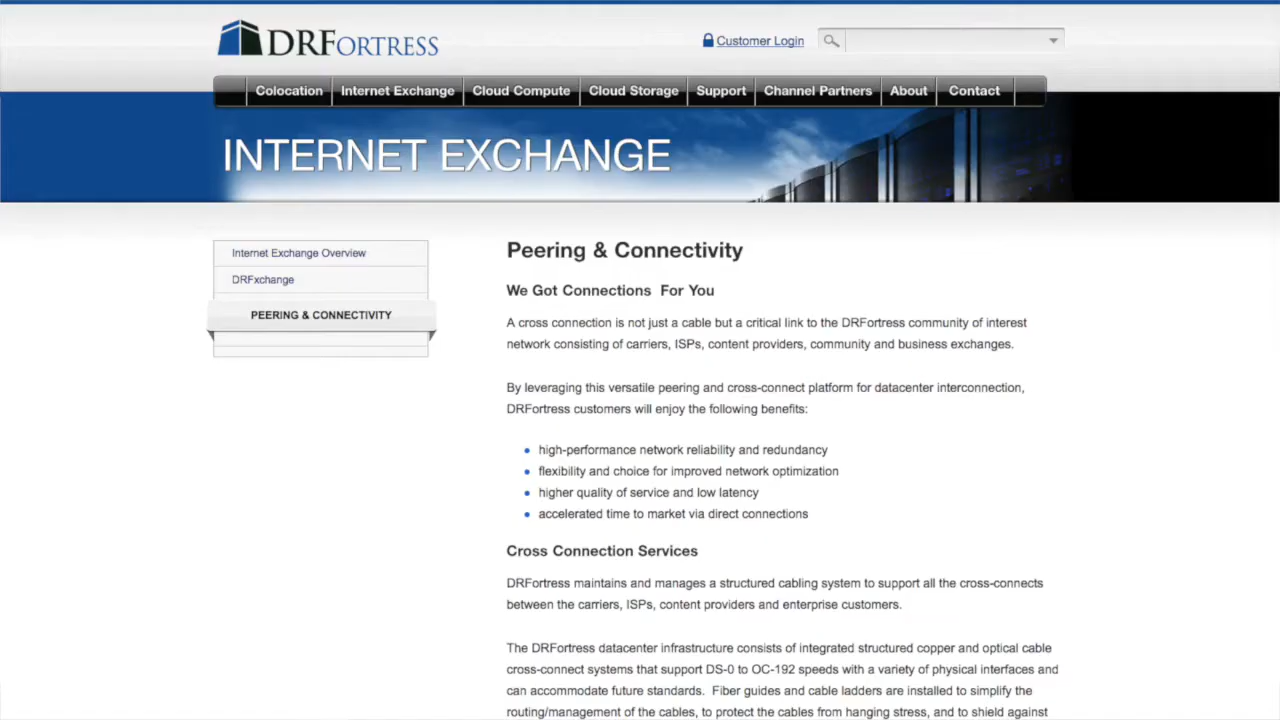 DRFORTRESS
Customer Login
Colocation
Internet Exchange
Cloud Compute
Cloud Storage
Support
Channel Partners
About
Contact
INTERNET EXCHANGE
Internet Exchange Overview
DRFxchange
PEERING & CONNECTIVITY
Peering & Connectivity
We Got Connections  For You
A cross connection is not just a cable but a critical link to the DRFortress community of interest
network consisting of carriers, ISPs, content providers, community and business exchanges.
By leveraging this versatile peering and cross-connect platform for datacenter interconnection,
DRFortress customers will enjoy the following benefits:
• high-performance network reliability and redundancy
• flexibility and choice for improved network optimization
• higher quality of service and low latency
• accelerated time to market via direct connections
Cross Connection Services
DRFortress maintains and manages a structured cabling system to support all the cross-connects
between the carriers, ISPs, content providers and enterprise customers.
The DRFortress datacenter infrastructure consists of integrated structured copper and optical cable
cross-connect systems that support DS-0 to OC-192 speeds with a variety of physical interfaces and
can accommodate future standards.  Fiber guides and cable ladders are installed to simplify the
routing/management of the cables, to protect the cables from hanging stress, and to shield against